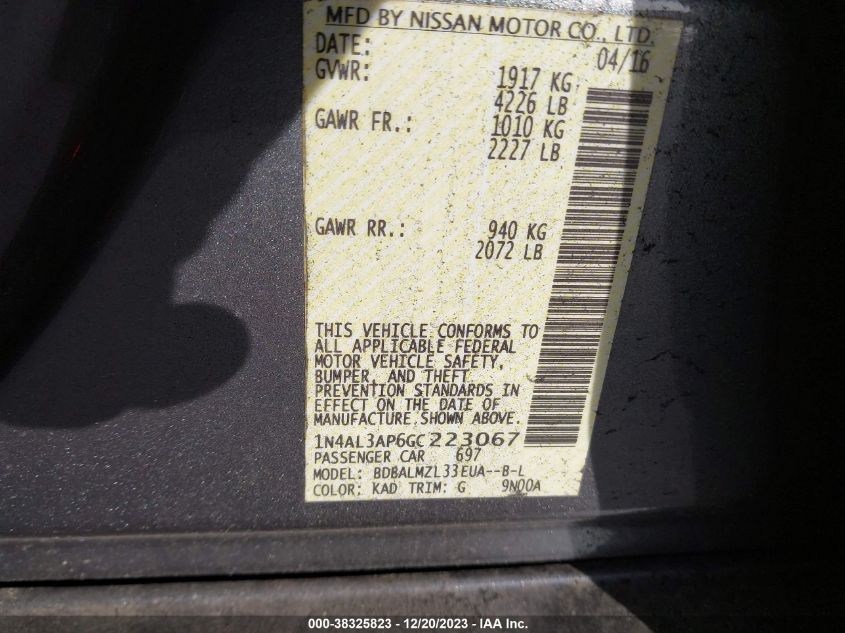 MFD BY NISSAN MOTOR CO., LTD.
DATE: 04/16
GVWR: 1917 KG
4226 LB
GAWR FR.: 1010 KG
2227 LB
GAWR RR.: 940 KG
2072 LB
THIS VEHICLE CONFORMS TO
ALL APPLICABLE FEDERAL
MOTOR VEHICLE SAFETY,
BUMPER, AND THEFT
PREVENTION STANDARDS IN
EFFECT ON THE DATE OF
MANUFACTURE SHOWN ABOVE.
1N4AL3AP6GC223067
PASSENGER CAR 697
MODEL: BDBALMZL33EUA--B-L
COLOR: KAD TRIM: G 9N00A
000-38325823 - 12/20/2023 - IAA Inc.